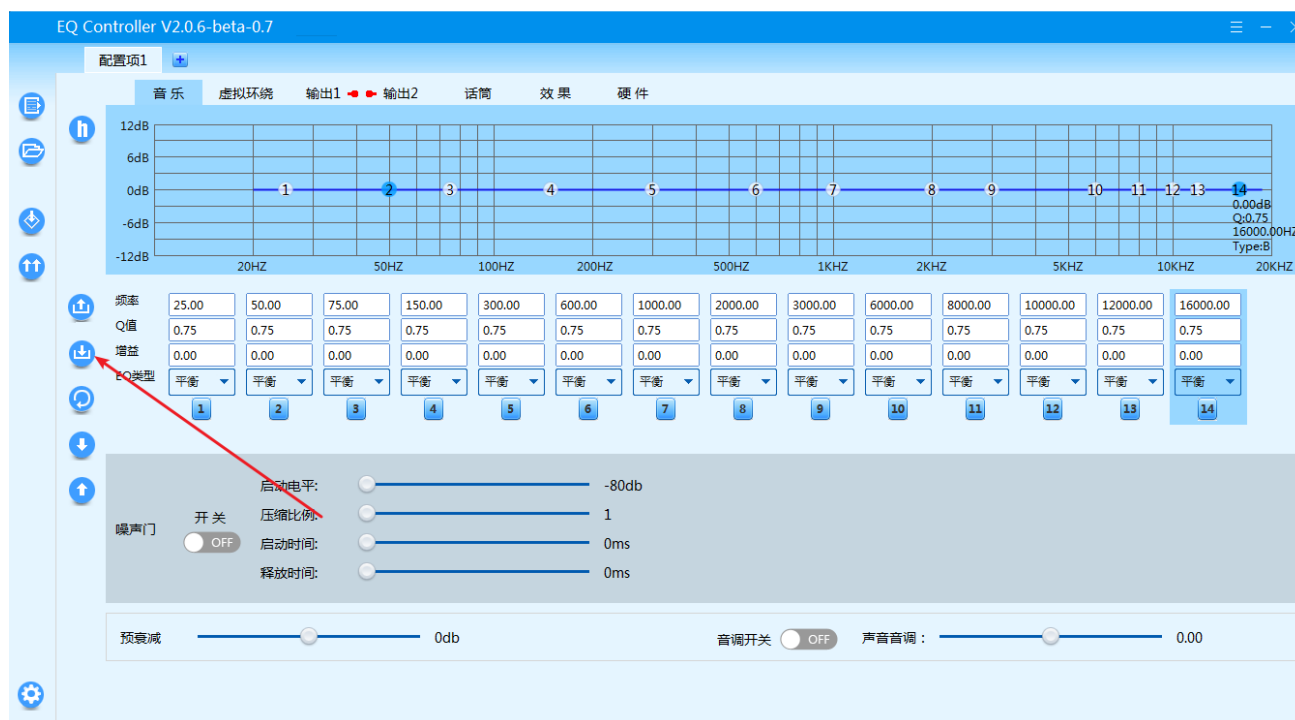 EQ Controller V2.0.6-beta-0.7
配置项1 +
音乐 虚拟环绕 输出1 输出2 话筒 效果 硬件
h
12dB
6dB
0dB 1 2 3 4 5 6 7 8 9 10 11 12 13 14
0.00dB
-6dB Q:0.75
16000.00HZ
Type:B
-12dB
20HZ 50HZ 100HZ 200HZ 500HZ 1KHZ 2KHZ 5KHZ 10KHZ 20KHZ
频率 25.00 50.00 75.00 150.00 300.00 600.00 1000.00 2000.00 3000.00 6000.00 8000.00 10000.00 12000.00 16000.00
Q值 0.75 0.75 0.75 0.75 0.75 0.75 0.75 0.75 0.75 0.75 0.75 0.75 0.75 0.75
增益 0.00 0.00 0.00 0.00 0.00 0.00 0.00 0.00 0.00 0.00 0.00 0.00 0.00 0.00
EQ类型 平衡 平衡 平衡 平衡 平衡 平衡 平衡 平衡 平衡 平衡 平衡 平衡 平衡 平衡
1 2 3 4 5 6 7 8 9 10 11 12 13 14
启动电平: -80db
噪声门 开关 压缩比例: 1
OFF 启动时间: 0ms
释放时间: 0ms
预衰减 0db 音调开关 OFF 声音音调： 0.00